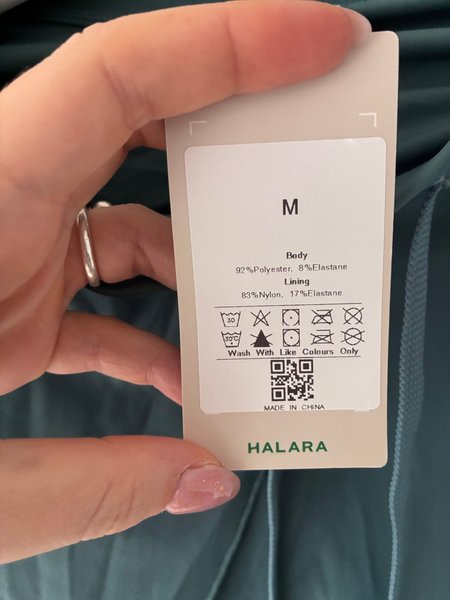 M
Body
92%Polyester, 8%Elastane
Lining
83%Nylon, 17%Elastane
30
30°C
Wash With Like Colours Only
MADE IN CHINA
HALARA